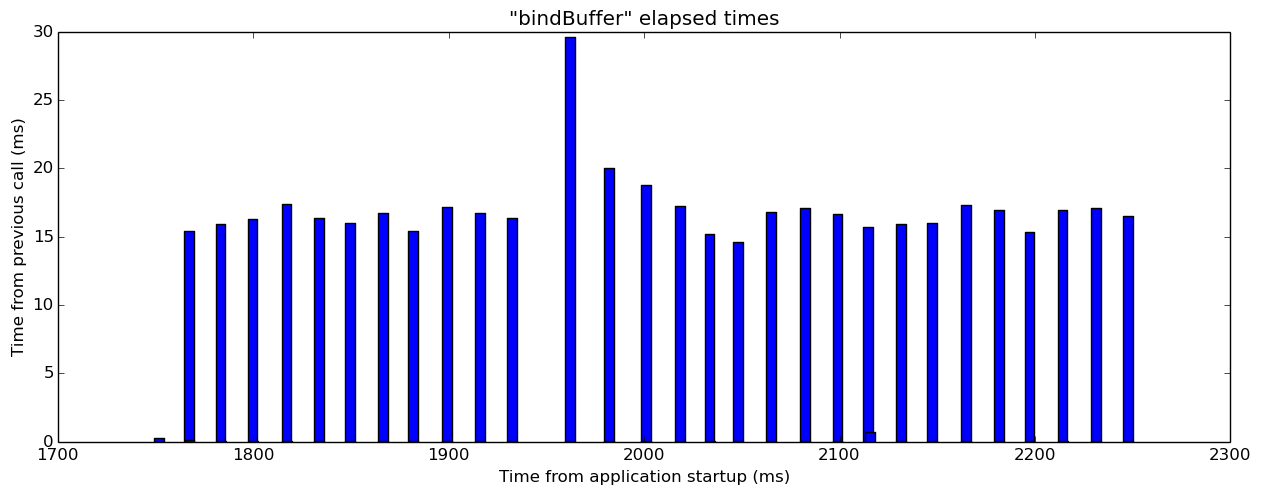 "bindBuffer" elapsed times
Time from previous call (ms)
30
25
20
15
10
5
0
1700 1800 1900 2000 2100 2200 2300
Time from application startup (ms)